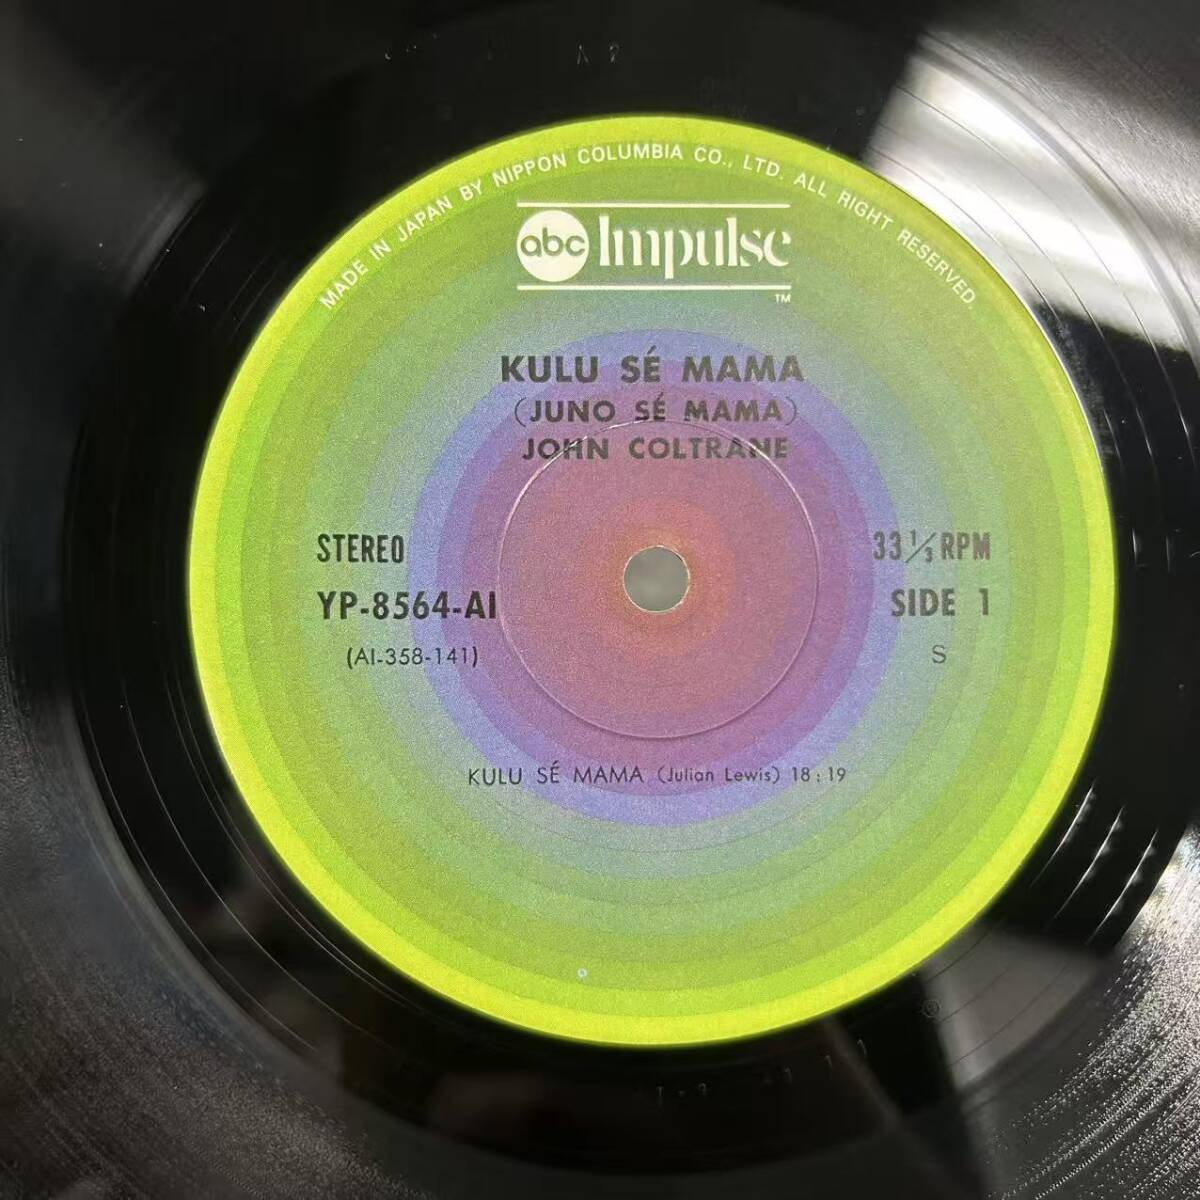 MADE IN JAPAN BY NIPPON COLUMBIA CO., LTD. ALL RIGHT RESERVED.
abc Impulse
TM
KULU SÉ MAMA
(JUNO SÉ MAMA)
JOHN COLTRANE
STEREO
33 1/3 RPM
YP-8564-AI
SIDE 1
(AI-358-141)
S
KULU SÉ MAMA (Julian Lewis) 18:19